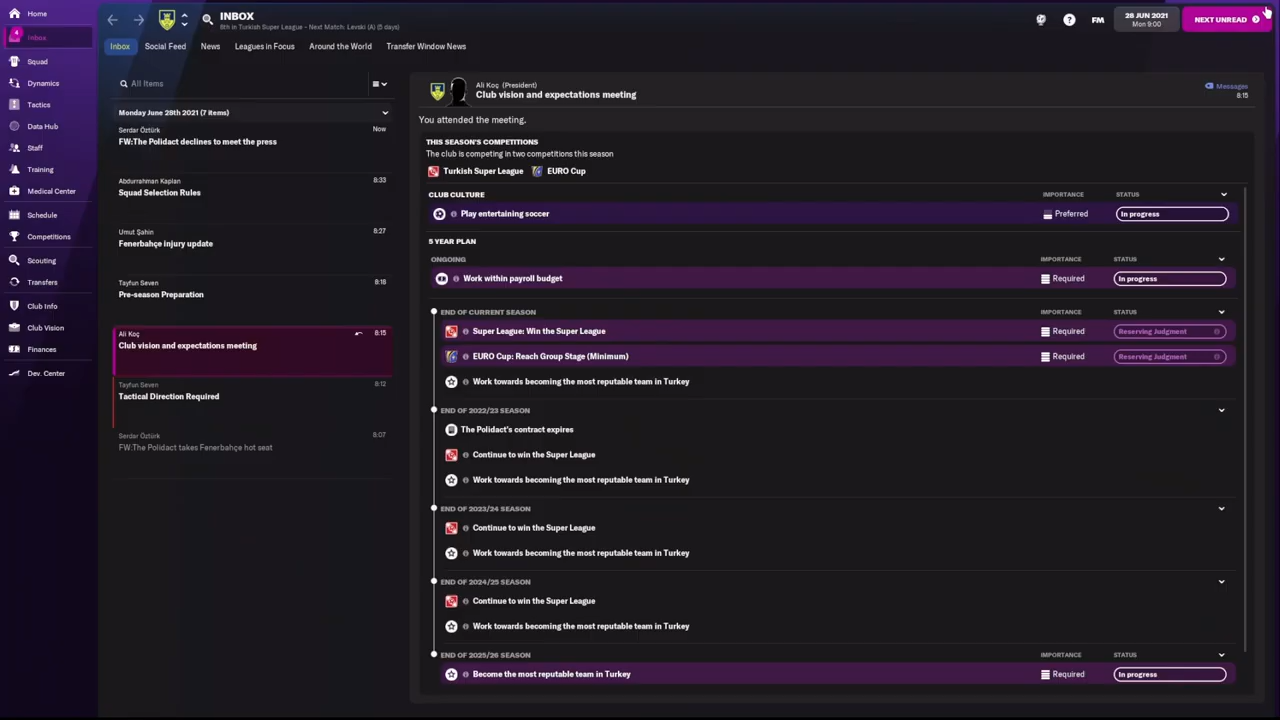 Home
INBOX
6th in Turkish Super League - Next Match: Levski (A) (5 days)
FM
28 JUN 2021
Mon 9:00
NEXT UNREAD
4
Inbox
Inbox Social Feed News Leagues in Focus Around the World Transfer Window News
Squad
Dynamics
Tactics
Data Hub
Staff
Training
Medical Center
Schedule
Competitions
Scouting
Transfers
Club Info
Club Vision
Finances
Dev. Center
All Items
Monday June 28th 2021 (7 items)
Serdar Öztürk Now
FW:The Polidact declines to meet the press
Abdurrahman Kaplan 8:33
Squad Selection Rules
Umut Şahin 8:27
Fenerbahçe injury update
Tayfun Seven 8:18
Pre-season Preparation
Ali Koç 8:15
Club vision and expectations meeting
Tayfun Seven 8:12
Tactical Direction Required
Serdar Öztürk 8:07
FW:The Polidact takes Fenerbahçe hot seat
Ali Koç (President)
Club vision and expectations meeting
Messages
8:15
You attended the meeting.
THIS SEASON'S COMPETITIONS
The club is competing in two competitions this season
Turkish Super League EURO Cup
CLUB CULTURE IMPORTANCE STATUS
Play entertaining soccer Preferred In progress
5 YEAR PLAN
ONGOING IMPORTANCE STATUS
Work within payroll budget Required In progress
END OF CURRENT SEASON IMPORTANCE STATUS
Super League: Win the Super League Required Reserving Judgment
EURO Cup: Reach Group Stage (Minimum) Required Reserving Judgment
Work towards becoming the most reputable team in Turkey
END OF 2022/23 SEASON
The Polidact's contract expires
Continue to win the Super League
Work towards becoming the most reputable team in Turkey
END OF 2023/24 SEASON
Continue to win the Super League
Work towards becoming the most reputable team in Turkey
END OF 2024/25 SEASON
Continue to win the Super League
Work towards becoming the most reputable team in Turkey
END OF 2025/26 SEASON IMPORTANCE STATUS
Become the most reputable team in Turkey Required In progress